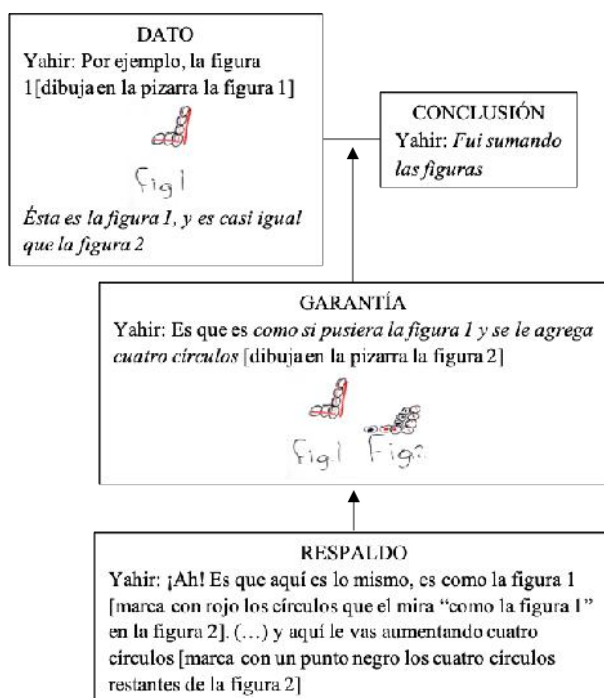 DATO
Yahir: Por ejemplo, la figura
1[dibuja en la pizarra la figura 1]
Fig1
Ésta es la figura 1, y es casi igual
que la figura 2
CONCLUSIÓN
Yahir: Fui sumando
las figuras
GARANTÍA
Yahir: Es que es como si pusiera la figura 1 y se le agrega
cuatro círculos [dibuja en la pizarra la figura 2]
Fig.1 Fig2.
RESPALDO
Yahir: ¡Ah! Es que aquí es lo mismo, es como la figura 1
[marca con rojo los círculos que el mira “como la figura 1”
en la figura 2]. (…) y aquí le vas aumentando cuatro
círculos [marca con un punto negro los cuatro círculos
restantes de la figura 2]